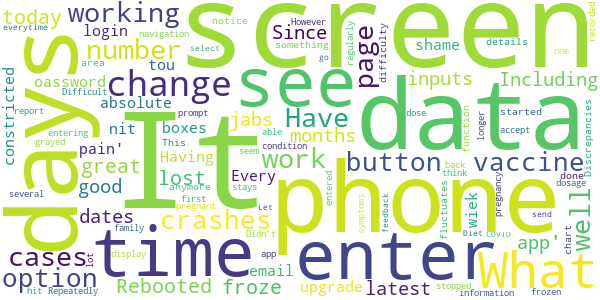 today working screen notice However Since page shame details
everytime login navigation select something go regularly difficulty recorded
number tou oassword area
constricted days Difficult change see inputs Including one
absolute Have data
report prompt nit boxes jabs months function dose started Discrepancies
entering able longer accept
grayed This pain' Having work button vaccine
great lost Every condition seem back done
several good anymore stays think dosage
It phone entered fluctuates pregnancy well
first pregnant Let feedback symptoms wiek
dates crashes Didn't Diet COVID app' send
cases family time enter What
option lot display app email upgrade stopped chart
hit Repeatedly Rebooted froze latest information frozen